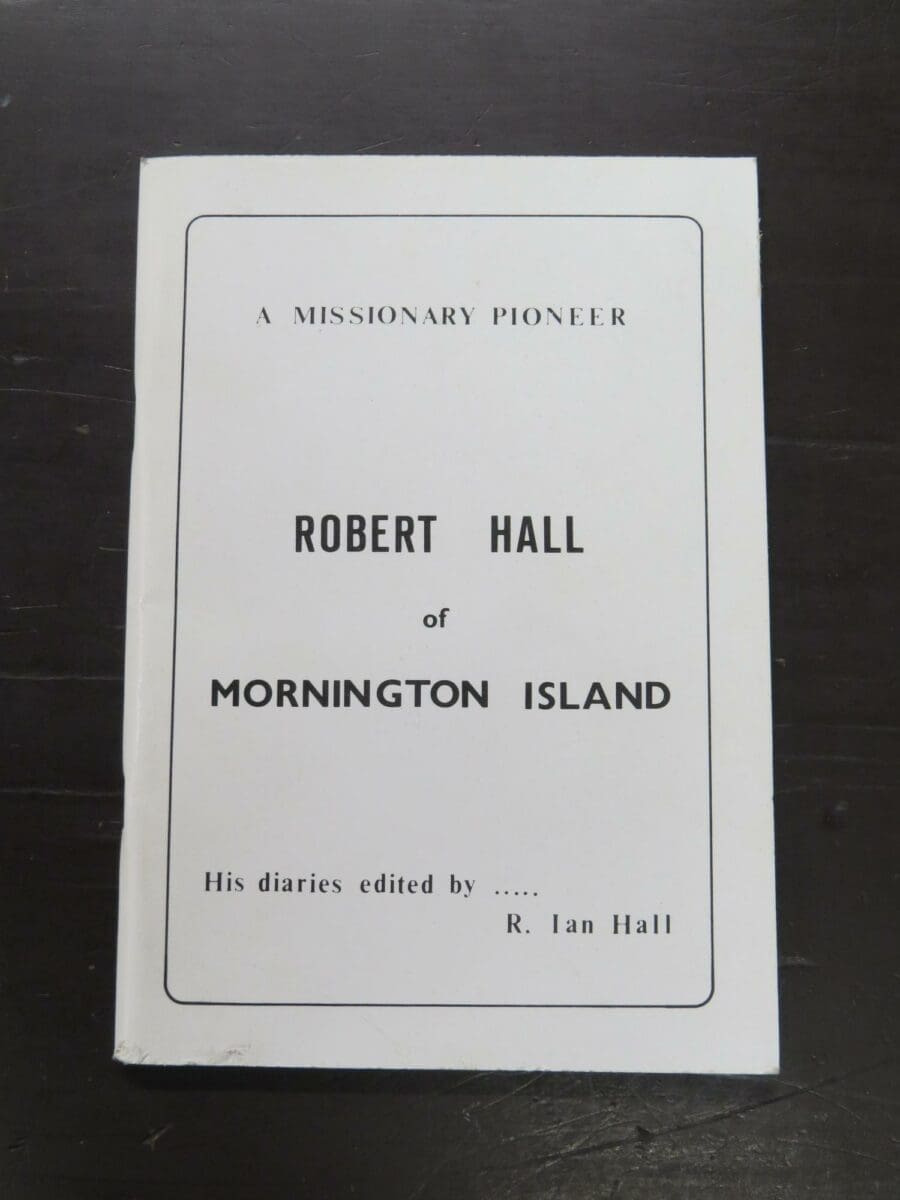 A MISSIONARY PIONEER
ROBERT HALL
of
MORNINGTON ISLAND
His diaries edited by .....
R. Ian Hall